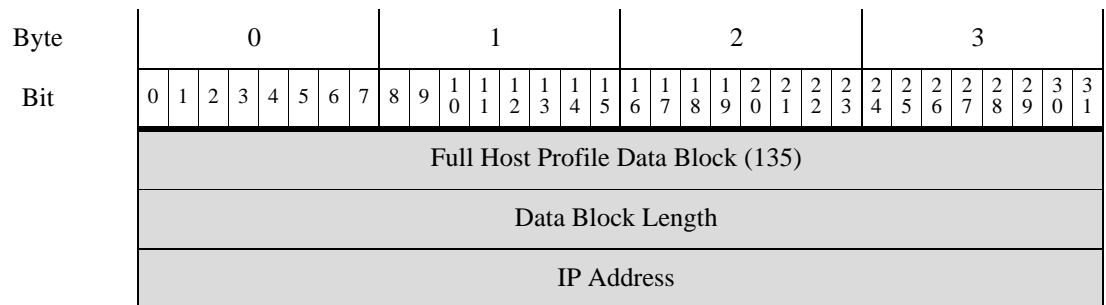 Byte 0 1 2 3
Bit 0 1 2 3 4 5 6 7 8 9 10 11 12 13 14 15 16 17 18 19 20 21 22 23 24 25 26 27 28 29 30 31
Full Host Profile Data Block (135)
Data Block Length
IP Address